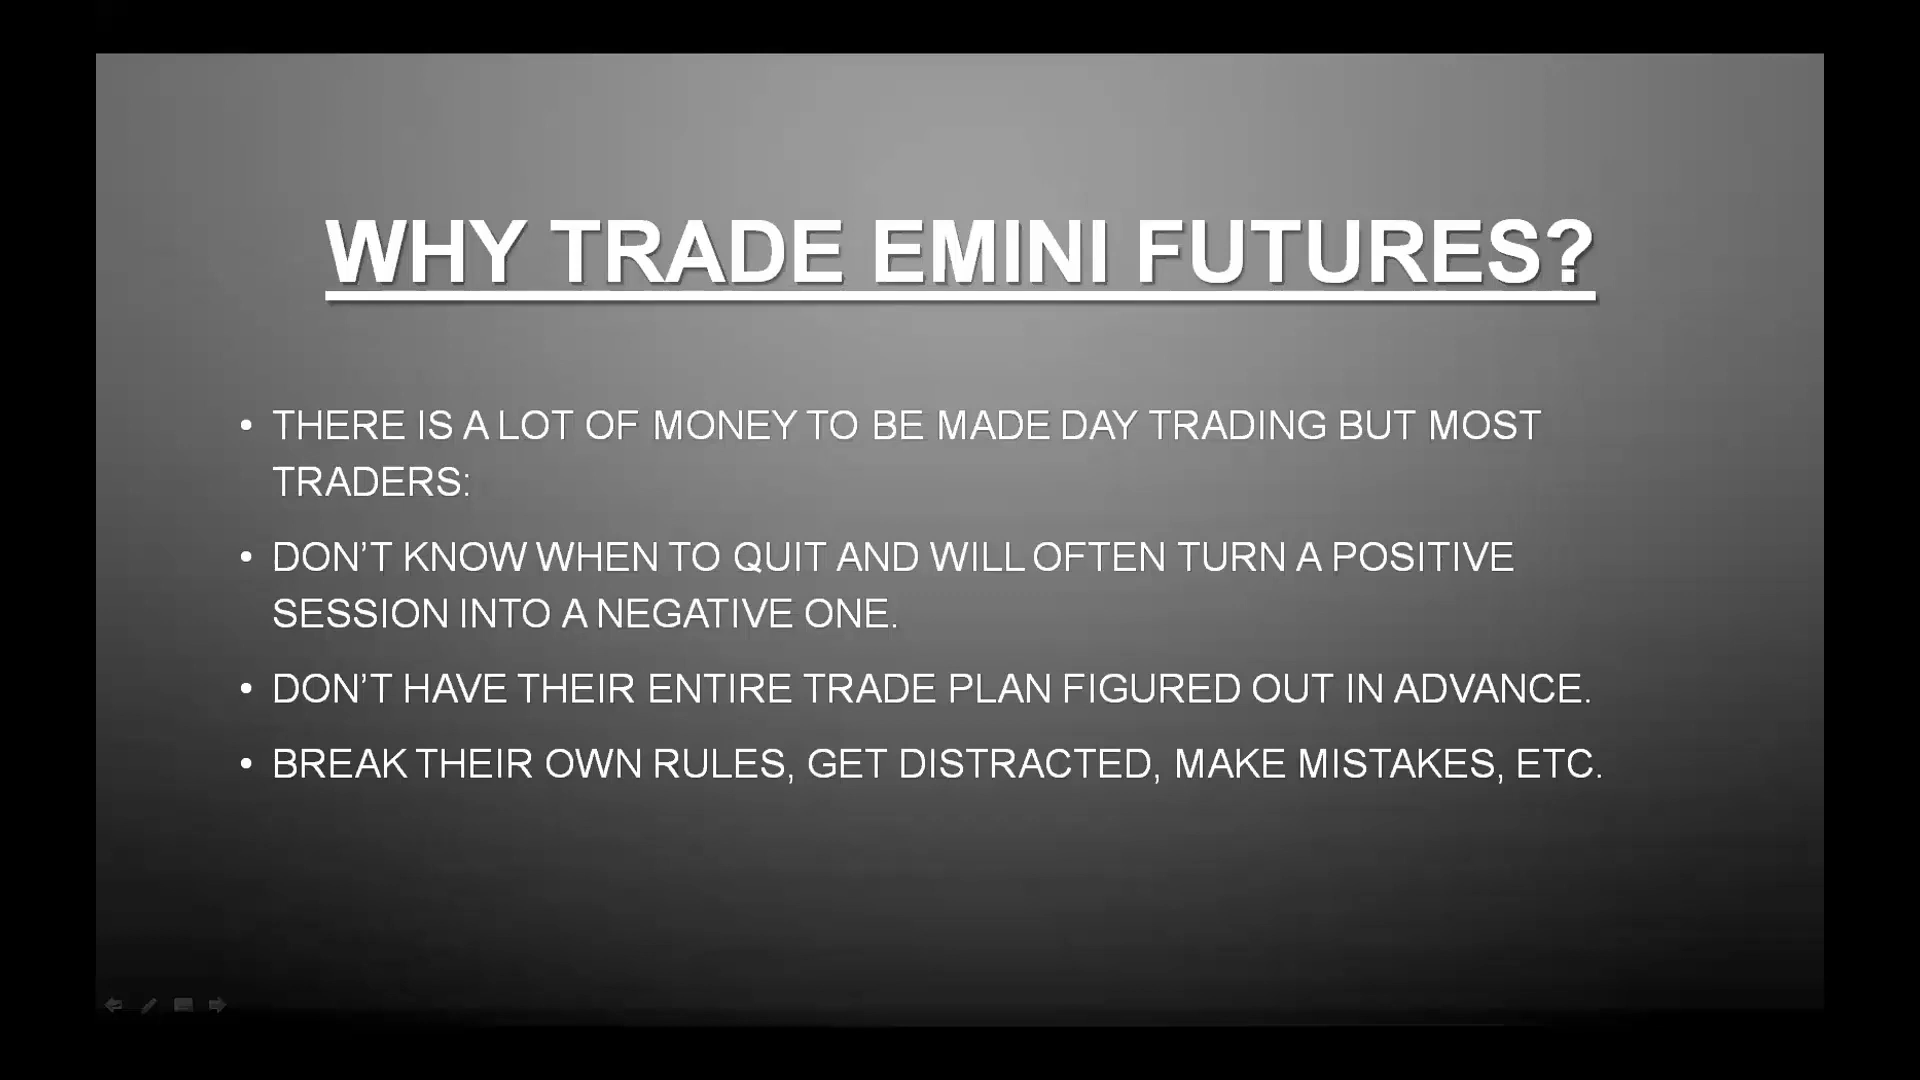 WHY TRADE EMINI FUTURES?
• THERE IS A LOT OF MONEY TO BE MADE DAY TRADING BUT MOST
TRADERS:
• DON’T KNOW WHEN TO QUIT AND WILL OFTEN TURN A POSITIVE
SESSION INTO A NEGATIVE ONE.
• DON’T HAVE THEIR ENTIRE TRADE PLAN FIGURED OUT IN ADVANCE.
• BREAK THEIR OWN RULES, GET DISTRACTED, MAKE MISTAKES, ETC.